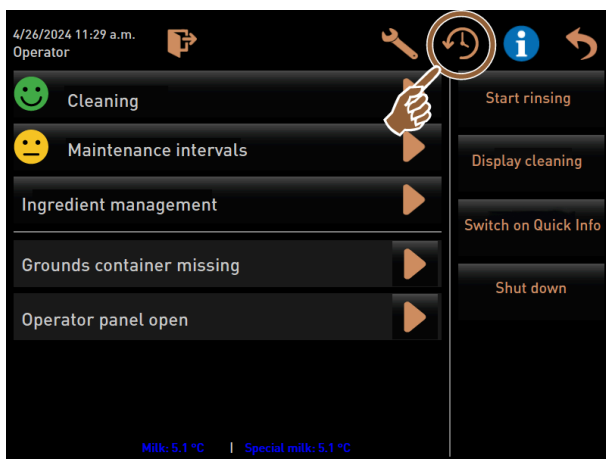 4/26/2024 11:29 a.m.
Operator
Cleaning
Maintenance intervals
Ingredient management
Grounds container missing
Operator panel open
Start rinsing
Display cleaning
Switch on Quick Info
Shut down
Milk: 5.1 °C | Special milk: 5.1 °C